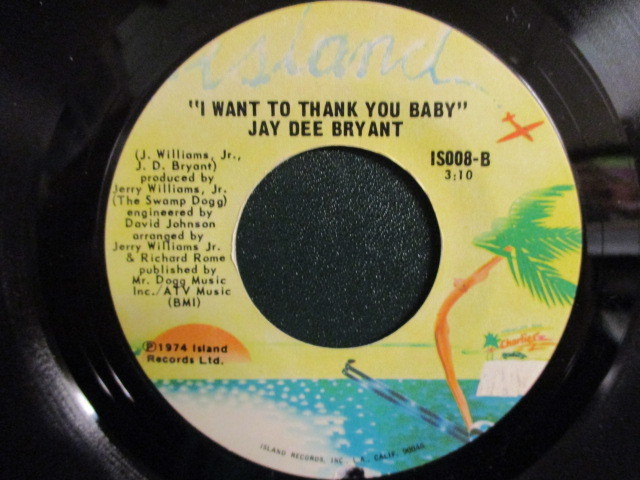 island
"I WANT TO THANK YOU BABY"
JAY DEE BRYANT
IS008-B
3:10
(J. Williams, Jr.,
J. D. Bryant)
produced by
Jerry Williams, Jr.
(The Swamp Dogg)
engineered by
David Johnson
arranged by
Jerry Williams Jr.
& Richard Rome
published by
Mr. Dogg Music
Inc./ATV Music
(BMI)
℗1974 Island
Records Ltd.
ISLAND RECORDS, INC. L.A. CALIF.